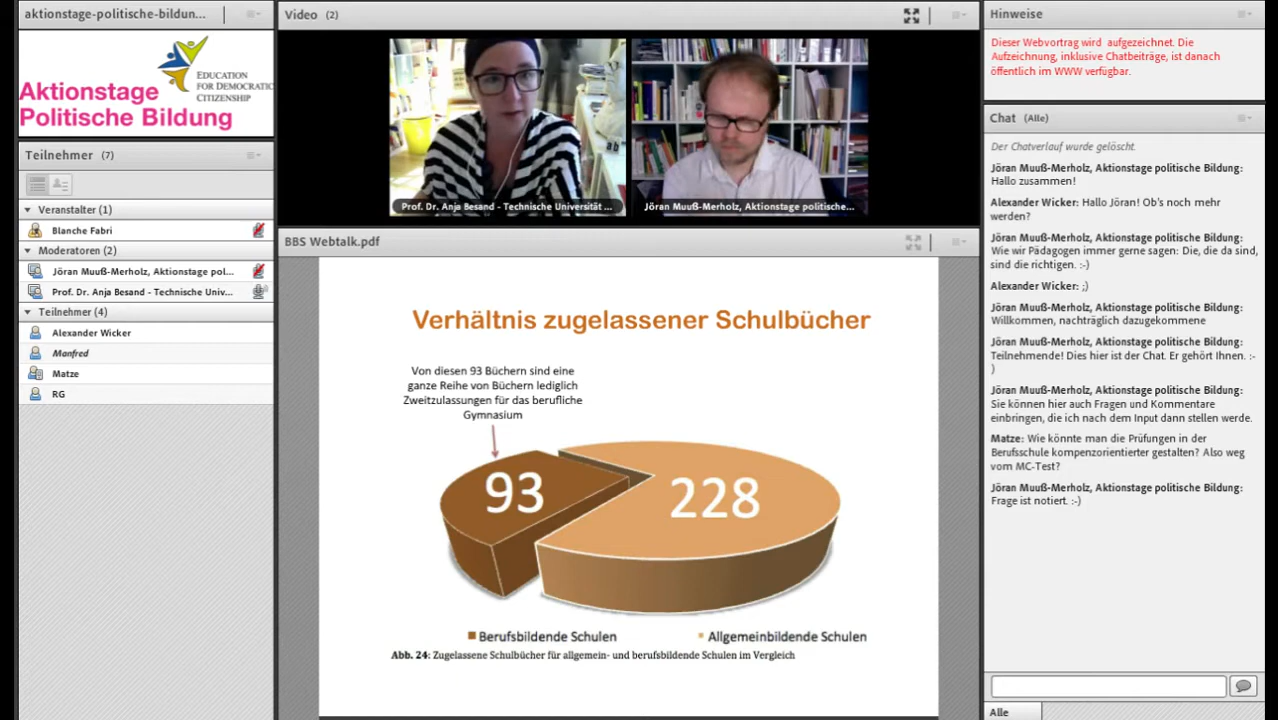 aktionstage-politische-bildun...
EDUCATION
FOR DEMOCRATIC
CITIZENSHIP
Aktionstage
Politische Bildung
Teilnehmer (7)
Veranstalter (1)
Blanche Fabri
Moderatoren (2)
Jöran Muuß-Merholz, Aktionstage pol...
Prof. Dr. Anja Besand - Technische Univ...
Teilnehmer (4)
Alexander Wicker
Manfred
Matze
RG
Video (2)
Prof. Dr. Anja Besand - Technische Universität ...
Jöran Muuß-Merholz, Aktionstage politische...
BBS Webtalk.pdf
Verhältnis zugelassener Schulbücher
Von diesen 93 Büchern sind eine
ganze Reihe von Büchern lediglich
Zweitzulassungen für das berufliche
Gymnasium
93
228
Berufsbildende Schulen
Allgemeinbildende Schulen
Abb. 24: Zugelassene Schulbücher für allgemein- und berufsbildende Schulen im Vergleich
Hinweise
Dieser Webvortrag wird aufgezeichnet. Die
Aufzeichnung, inklusive Chatbeiträge, ist danach
öffentlich im WWW verfügbar.
Chat (Alle)
Der Chatverlauf wurde gelöscht.
Jöran Muuß-Merholz, Aktionstage politische Bildung:
Hallo zusammen!
Alexander Wicker: Hallo Jöran! Ob's noch mehr
werden?
Jöran Muuß-Merholz, Aktionstage politische Bildung:
Wie wir Pädagogen immer gerne sagen: Die, die da sind,
sind die richtigen. :-)
Alexander Wicker: ;)
Jöran Muuß-Merholz, Aktionstage politische Bildung:
Willkommen, nachträglich dazugekommene
Jöran Muuß-Merholz, Aktionstage politische Bildung:
Teilnehmende! Dies hier ist der Chat. Er gehört Ihnen. :-
)
Jöran Muuß-Merholz, Aktionstage politische Bildung:
Sie können hier auch Fragen und Kommentare
einbringen, die ich nach dem Input dann stellen werde.
Matze: Wie könnte man die Prüfungen in der
Berufsschule kompenzorientierter gestalten? Also weg
vom MC-Test?
Jöran Muuß-Merholz, Aktionstage politische Bildung:
Frage ist notiert. :-)
Alle